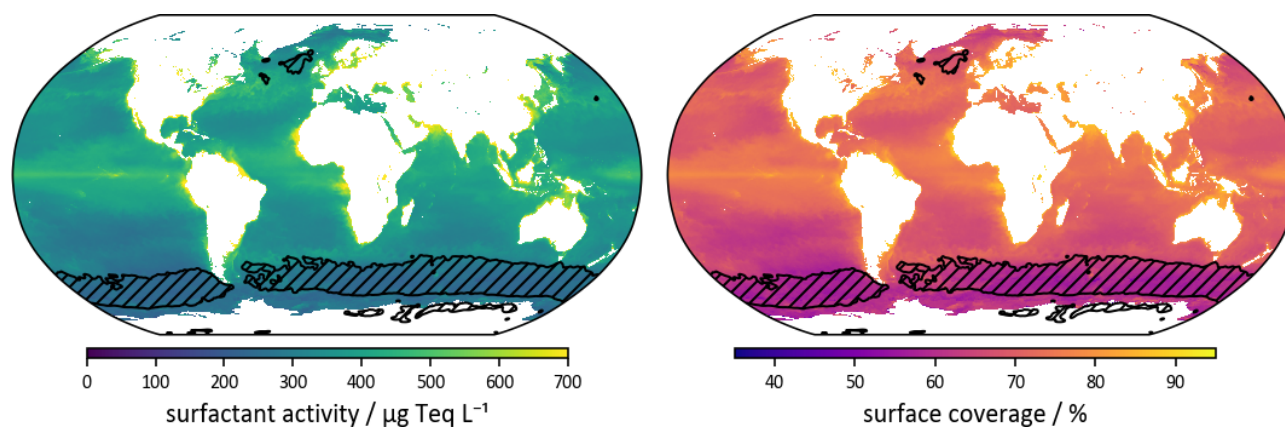 0 100 200 300 400 500 600 700
surfactant activity / µg Teq L⁻¹
40 50 60 70 80 90
surface coverage / %